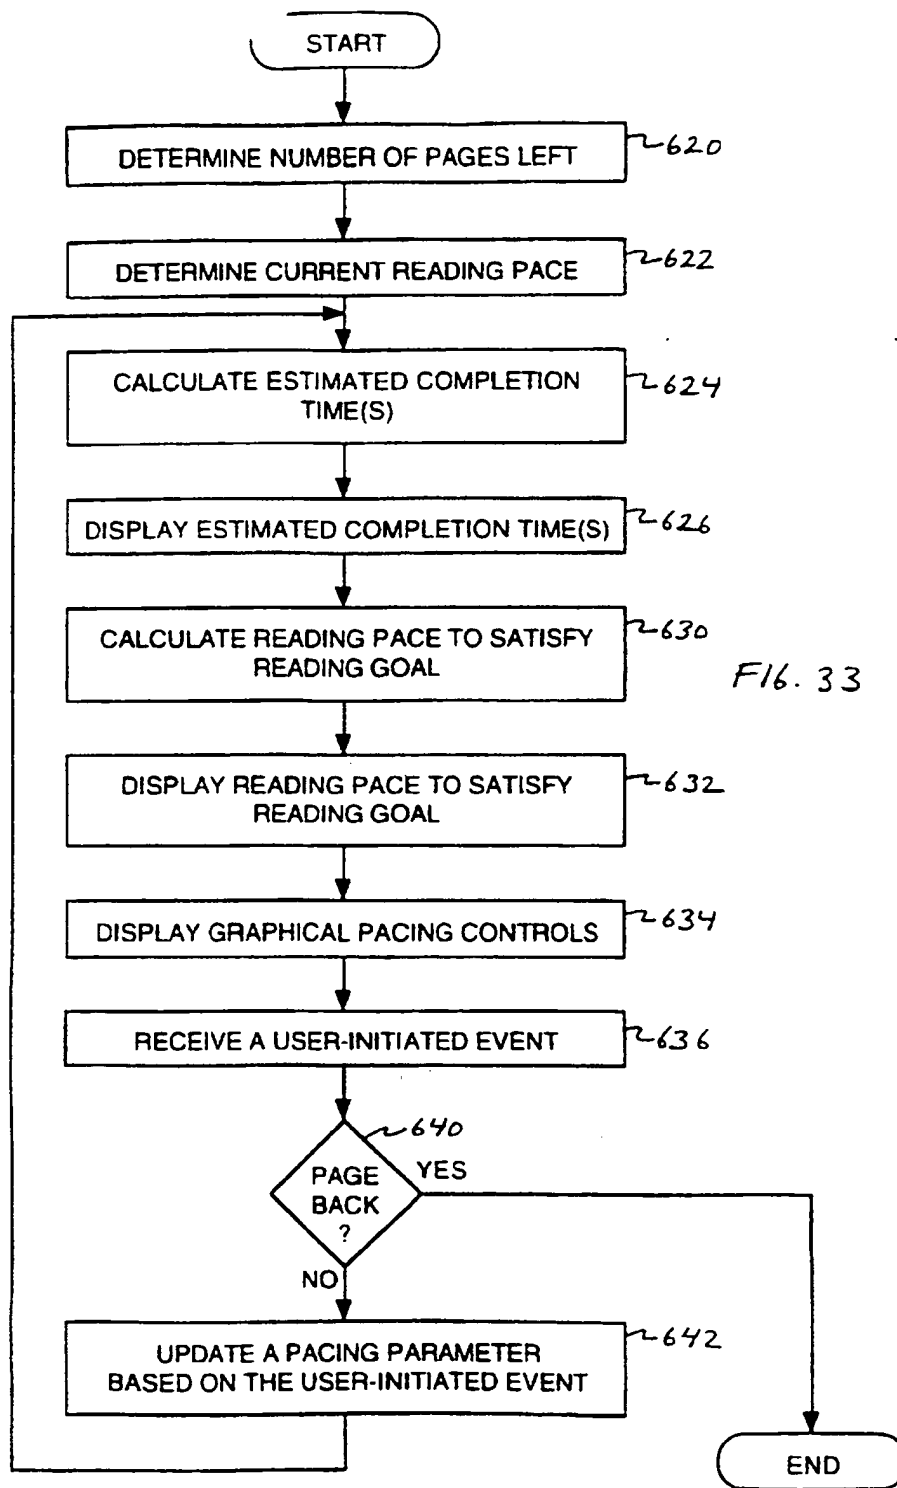 START
DETERMINE NUMBER OF PAGES LEFT
620
DETERMINE CURRENT READING PACE
622
CALCULATE ESTIMATED COMPLETION
TIME(S)
624
DISPLAY ESTIMATED COMPLETION TIME(S)
626
CALCULATE READING PACE TO SATISFY
READING GOAL
630
FIG. 33
DISPLAY READING PACE TO SATISFY
READING GOAL
632
DISPLAY GRAPHICAL PACING CONTROLS
634
RECEIVE A USER-INITIATED EVENT
636
640
PAGE
BACK
?
YES
NO
UPDATE A PACING PARAMETER
BASED ON THE USER-INITIATED EVENT
642
END